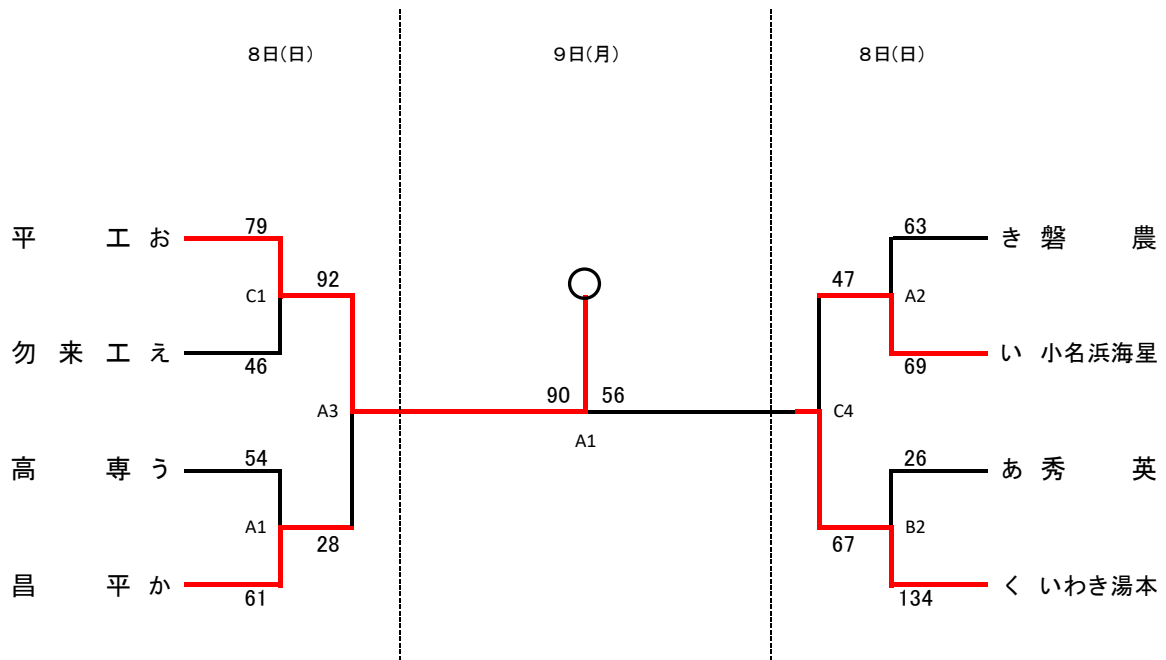 8日(日) 9日(月) 8日(日)
79 63
平 工 お き 磐 農
92 47
C1 A2
勿 来 工 え い 小名浜海星
46 69
90 56
A3 C4
A1
54 26
高 専 う あ 秀 英
A1 B2
28 67
昌 平 か く いわき湯本
61 134